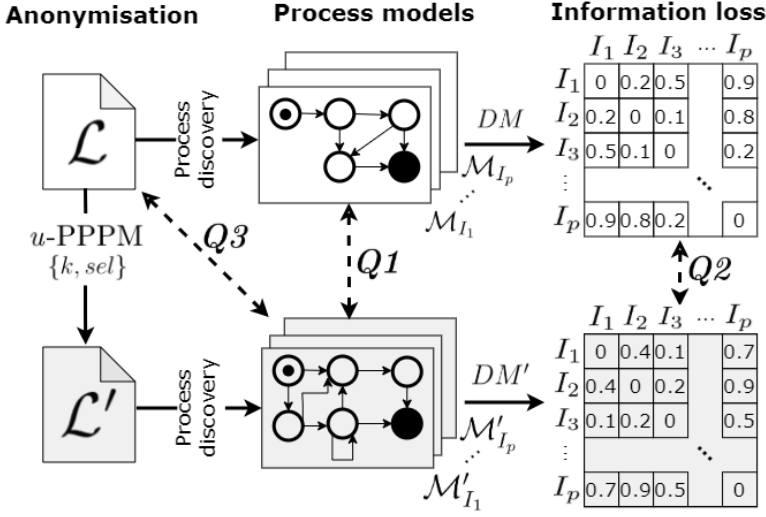 Anonymisation
Process models
Information loss
I_1 I_2 I_3 ... I_p
I_1 0 0.2 0.5 0.9
I_2 0.2 0 0.1 0.8
I_3 0.5 0.1 0 0.2
⋮ ⋱
I_p 0.9 0.8 0.2 0
ℒ
Process
discovery
DM
ℳ_{I_p}
⋰
ℳ_{I_1}
u-PPPM
{k, sel}
Q3
Q1
Q2
I_1 I_2 I_3 ... I_p
I_1 0 0.4 0.1 0.7
I_2 0.4 0 0.2 0.9
I_3 0.1 0.2 0 0.5
⋮ ⋱
I_p 0.7 0.9 0.5 0
ℒ'
Process
discovery
DM'
ℳ'_{I_p}
⋰
ℳ'_{I_1}